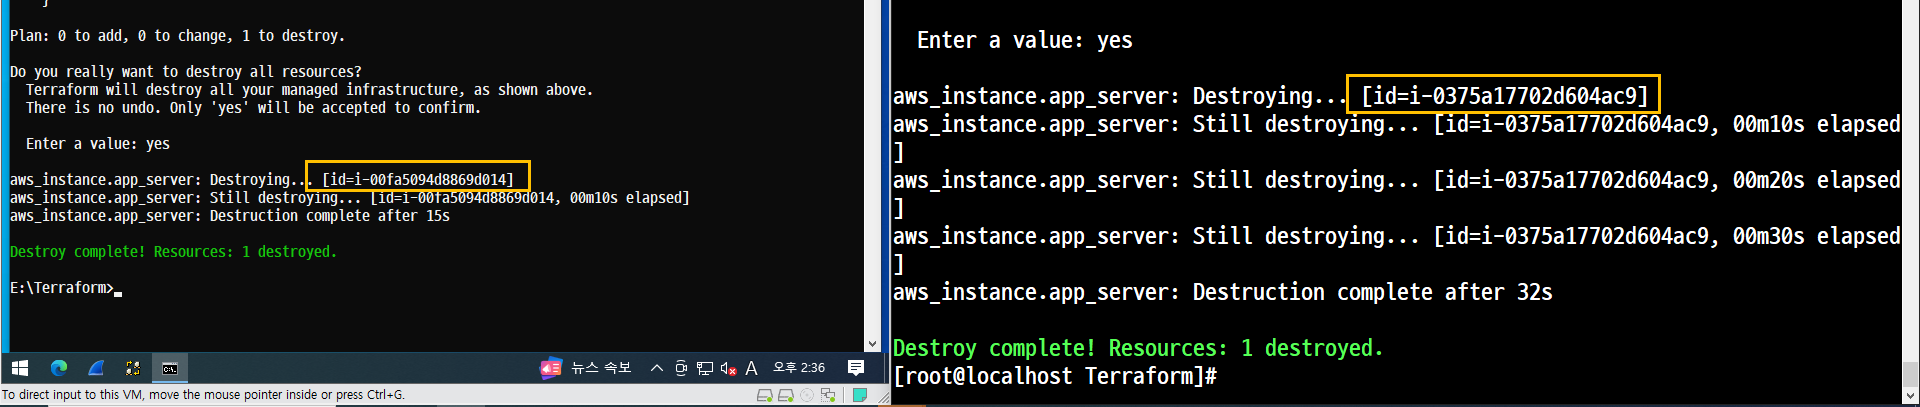 }
Plan: 0 to add, 0 to change, 1 to destroy.
Do you really want to destroy all resources?
Terraform will destroy all your managed infrastructure, as shown above.
There is no undo. Only 'yes' will be accepted to confirm.
Enter a value: yes
aws_instance.app_server: Destroying... [id=i-00fa5094d8869d014]
aws_instance.app_server: Still destroying... [id=i-00fa5094d8869d014, 00m10s elapsed]
aws_instance.app_server: Destruction complete after 15s
Destroy complete! Resources: 1 destroyed.
E:\Terraform>
C:\.
뉴스 속보
A
오후 2:36
To direct input to this VM, move the mouse pointer inside or press Ctrl+G.
Enter a value: yes
aws_instance.app_server: Destroying... [id=i-0375a17702d604ac9]
aws_instance.app_server: Still destroying... [id=i-0375a17702d604ac9, 00m10s elapsed
]
aws_instance.app_server: Still destroying... [id=i-0375a17702d604ac9, 00m20s elapsed
]
aws_instance.app_server: Still destroying... [id=i-0375a17702d604ac9, 00m30s elapsed
]
aws_instance.app_server: Destruction complete after 32s
Destroy complete! Resources: 1 destroyed.
[root@localhost Terraform]#